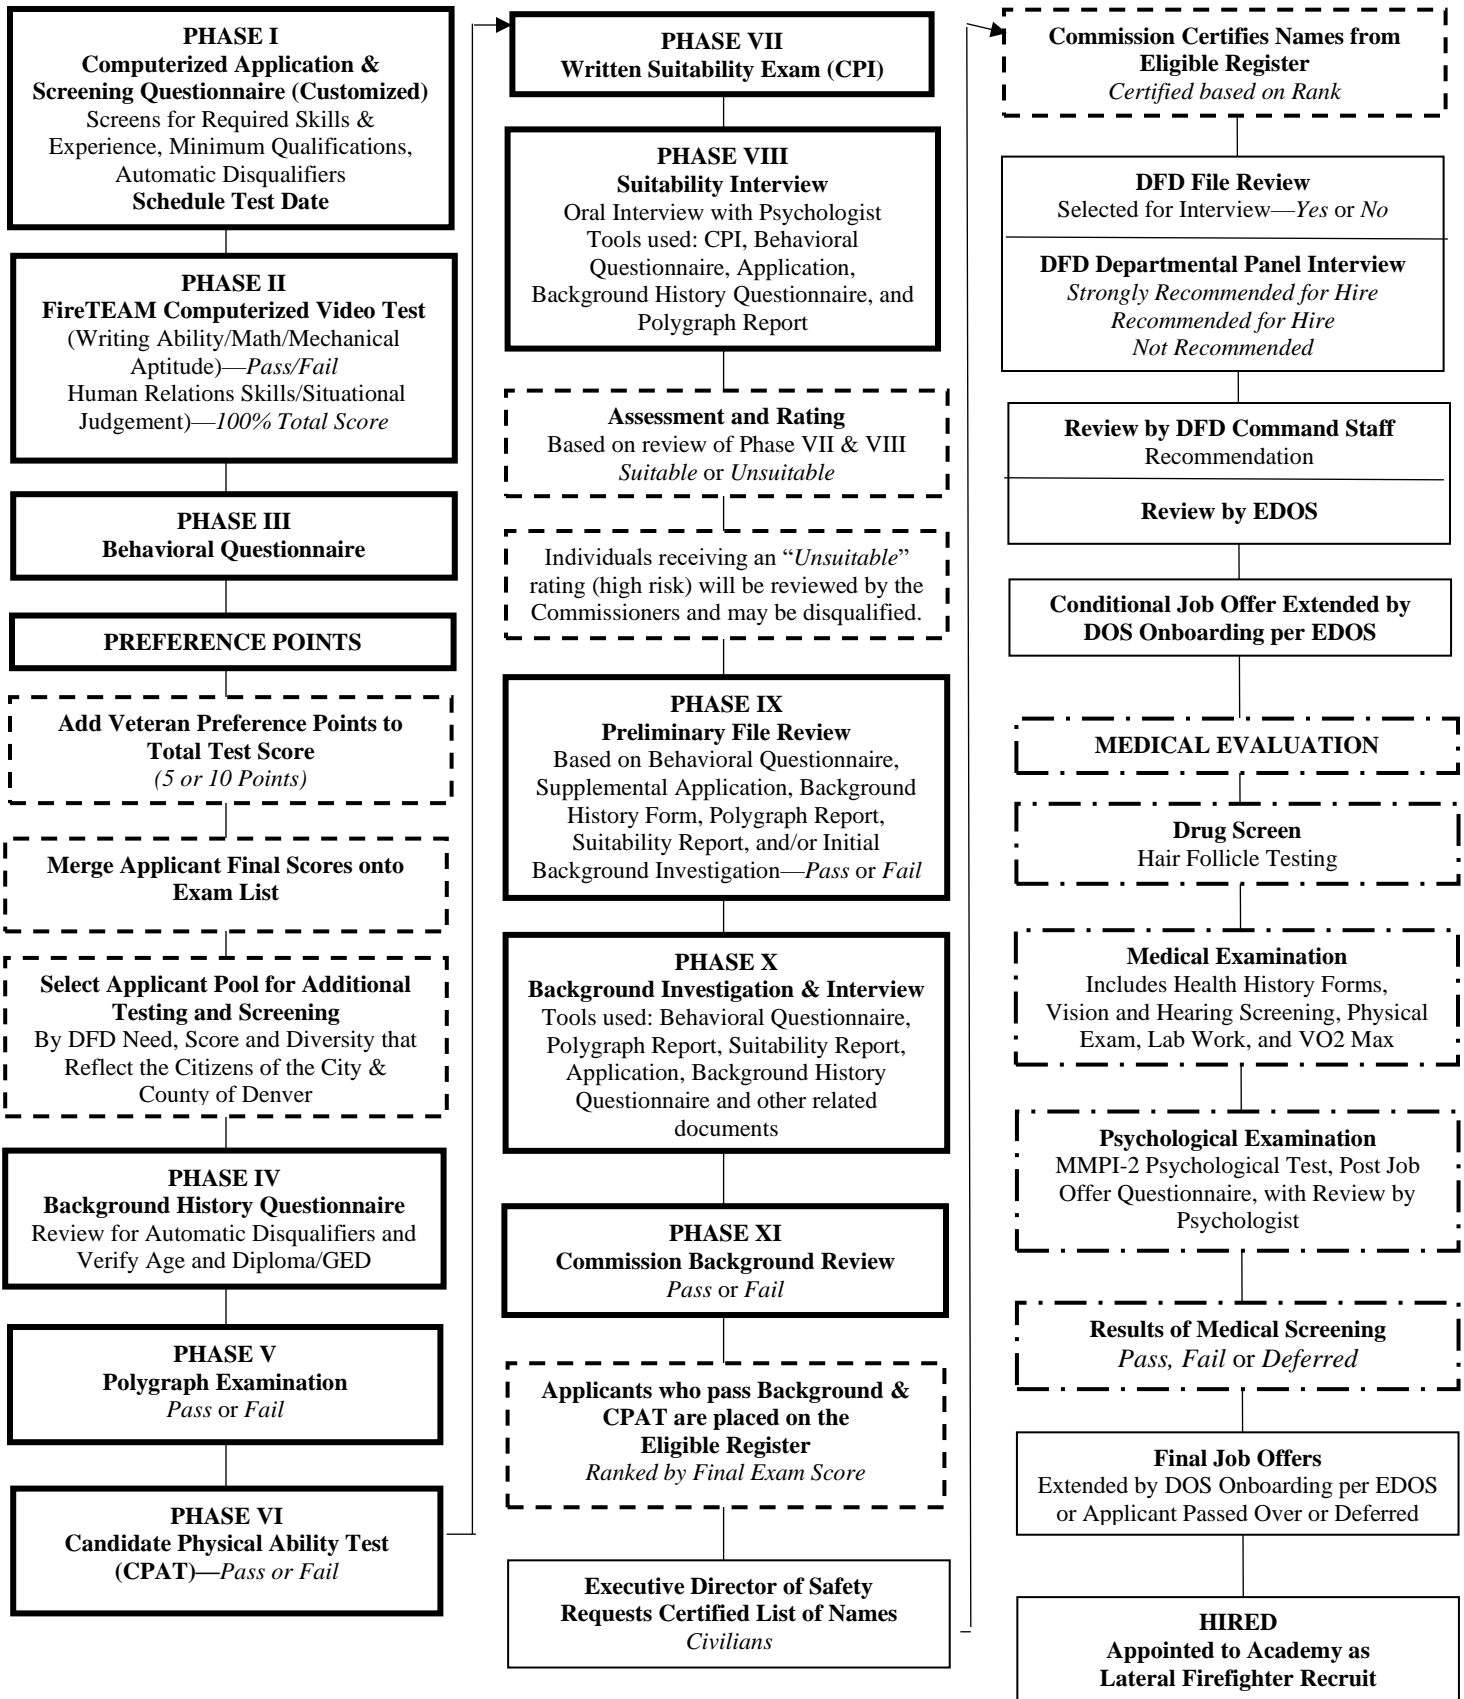 PHASE I
Computerized Application &
Screening Questionnaire (Customized)
Screens for Required Skills &
Experience, Minimum Qualifications,
Automatic Disqualifiers
Schedule Test Date
PHASE II
FireTEAM Computerized Video Test
(Writing Ability/Math/Mechanical
Aptitude)—Pass/Fail
Human Relations Skills/Situational
Judgement)—100% Total Score
PHASE III
Behavioral Questionnaire
PREFERENCE POINTS
Add Veteran Preference Points to
Total Test Score
(5 or 10 Points)
Merge Applicant Final Scores onto
Exam List
Select Applicant Pool for Additional
Testing and Screening
By DFD Need, Score and Diversity that
Reflect the Citizens of the City &
County of Denver
PHASE IV
Background History Questionnaire
Review for Automatic Disqualifiers and
Verify Age and Diploma/GED
PHASE V
Polygraph Examination
Pass or Fail
PHASE VI
Candidate Physical Ability Test
(CPAT)—Pass or Fail
PHASE VII
Written Suitability Exam (CPI)
PHASE VIII
Suitability Interview
Oral Interview with Psychologist
Tools used: CPI, Behavioral
Questionnaire, Application,
Background History Questionnaire, and
Polygraph Report
Assessment and Rating
Based on review of Phase VII & VIII
Suitable or Unsuitable
Individuals receiving an “Unsuitable”
rating (high risk) will be reviewed by the
Commissioners and may be disqualified.
PHASE IX
Preliminary File Review
Based on Behavioral Questionnaire,
Supplemental Application, Background
History Form, Polygraph Report,
Suitability Report, and/or Initial
Background Investigation—Pass or Fail
PHASE X
Background Investigation & Interview
Tools used: Behavioral Questionnaire,
Polygraph Report, Suitability Report,
Application, Background History
Questionnaire and other related
documents
PHASE XI
Commission Background Review
Pass or Fail
Applicants who pass Background &
CPAT are placed on the
Eligible Register
Ranked by Final Exam Score
Executive Director of Safety
Requests Certified List of Names
Civilians
Commission Certifies Names from
Eligible Register
Certified based on Rank
DFD File Review
Selected for Interview—Yes or No
DFD Departmental Panel Interview
Strongly Recommended for Hire
Recommended for Hire
Not Recommended
Review by DFD Command Staff
Recommendation
Review by EDOS
Conditional Job Offer Extended by
DOS Onboarding per EDOS
MEDICAL EVALUATION
Drug Screen
Hair Follicle Testing
Medical Examination
Includes Health History Forms,
Vision and Hearing Screening, Physical
Exam, Lab Work, and VO2 Max
Psychological Examination
MMPI-2 Psychological Test, Post Job
Offer Questionnaire, with Review by
Psychologist
Results of Medical Screening
Pass, Fail or Deferred
Final Job Offers
Extended by DOS Onboarding per EDOS
or Applicant Passed Over or Deferred
HIRED
Appointed to Academy as
Lateral Firefighter Recruit